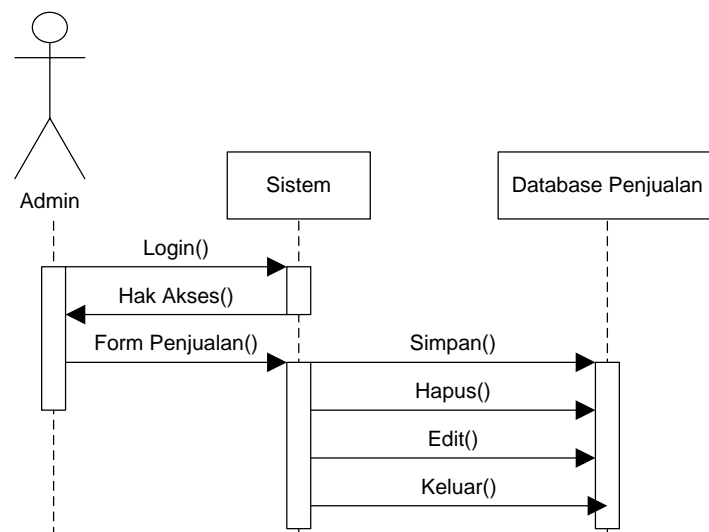 Admin
Sistem
Database Penjualan
Login()
Hak Akses()
Form Penjualan()
Simpan()
Hapus()
Edit()
Keluar()